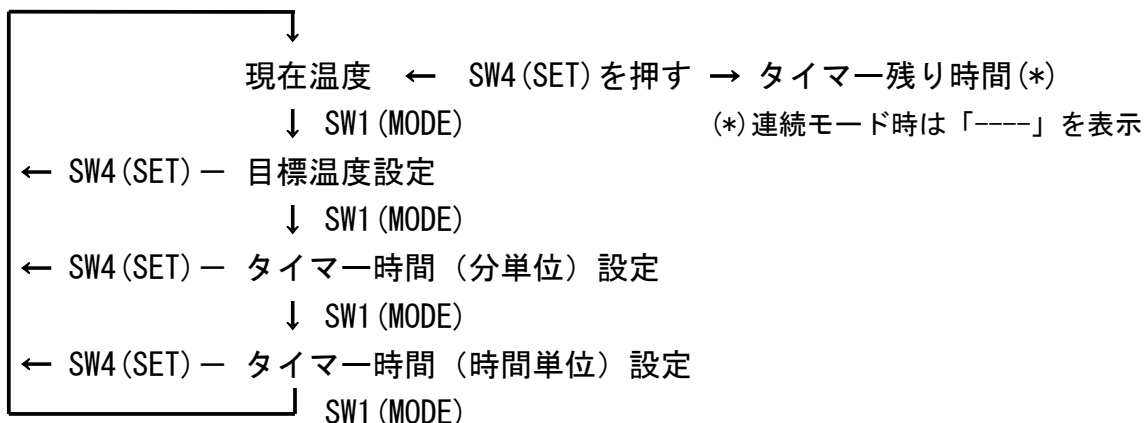 現在温度 ← SW4(SET)を押す → タイマー残り時間(*)
↓ SW1(MODE) (*)連続モード時は「----」を表示
← SW4(SET)− 目標温度設定
↓ SW1(MODE)
← SW4(SET)− タイマー時間（分単位）設定
↓ SW1(MODE)
← SW4(SET)− タイマー時間（時間単位）設定
SW1(MODE)